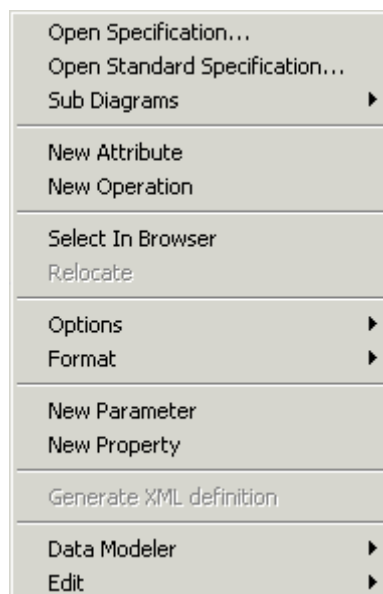 Open Specification...
Open Standard Specification...
Sub Diagrams
New Attribute
New Operation
Select In Browser
Relocate
Options
Format
New Parameter
New Property
Generate XML definition
Data Modeler
Edit